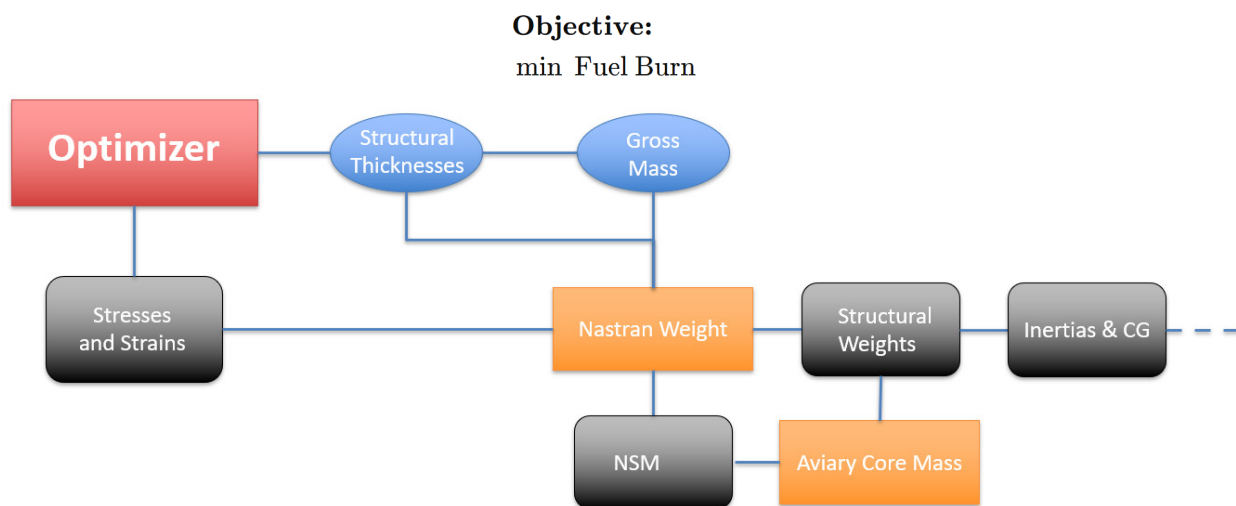 Objective:
min Fuel Burn
Optimizer
Structural
Thicknesses
Gross
Mass
Stresses
and Strains
Nastran Weight
Structural
Weights
Inertias & CG
NSM
Aviary Core Mass